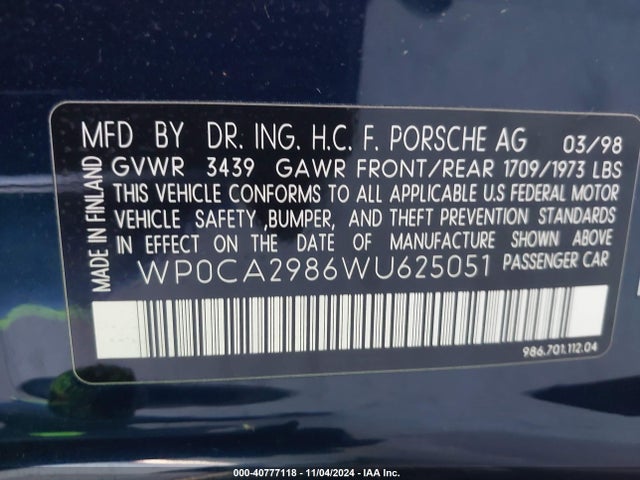 MFD BY DR. ING. H.C. F. PORSCHE AG 03/98
GVWR 3439 GAWR FRONT/REAR 1709/1973 LBS
THIS VEHICLE CONFORMS TO ALL APPLICABLE U.S FEDERAL MOTOR
VEHICLE SAFETY ,BUMPER, AND THEFT PREVENTION STANDARDS
IN EFFECT ON THE DATE OF MANUFACTURE SHOWN ABOVE
WP0CA2986WU625051 PASSENGER CAR
MADE IN FINLAND
986.701.112.04
000-40777118 - 11/04/2024 - IAA Inc.